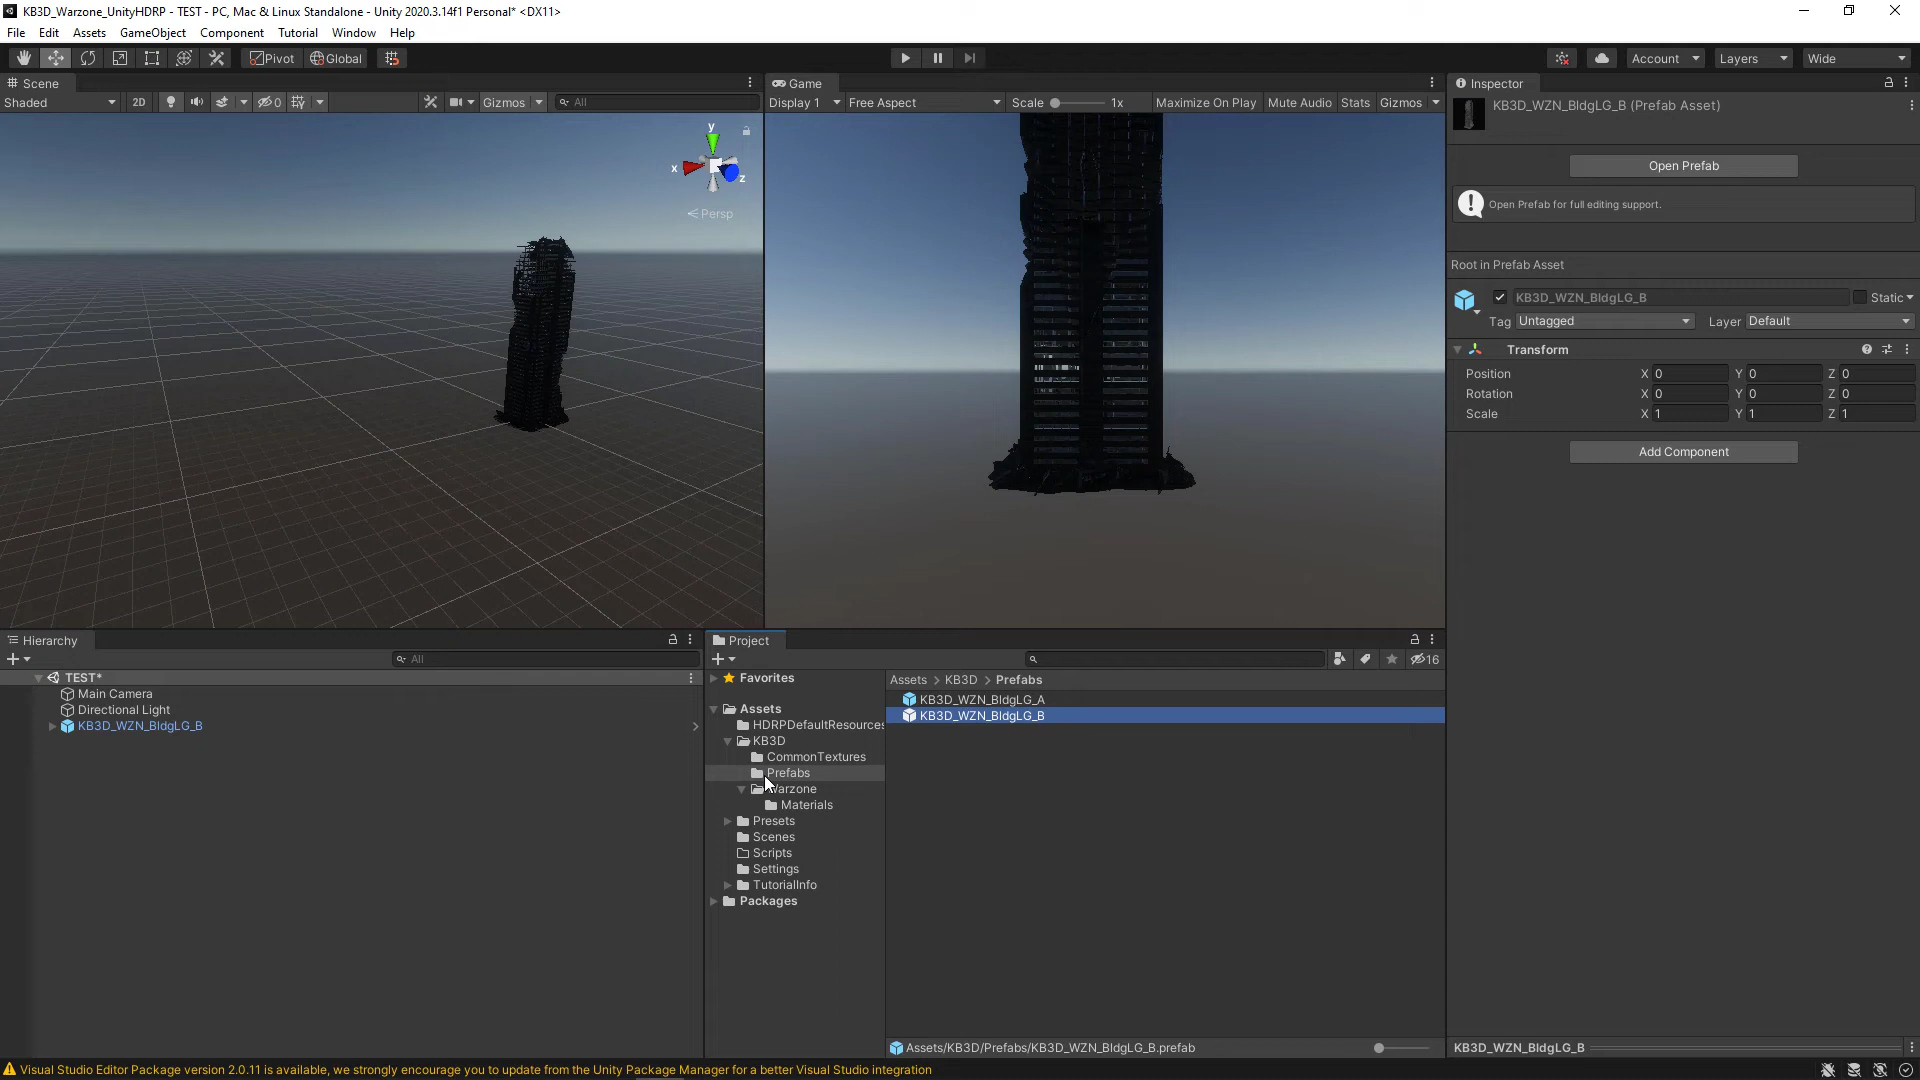 KB3D_Warzone_UnityHDRP - TEST - PC, Mac & Linux Standalone - Unity 2020.3.14f1 Personal* <DX11>
File Edit Assets GameObject Component Tutorial Window Help
Pivot Global Account Layers Wide
Scene
Shaded 2D 0 Gizmos All
y
x
z
Persp
Game
Display 1 Free Aspect Scale 1x Maximize On Play Mute Audio Stats Gizmos
Inspector
KB3D_WZN_BldgLG_B (Prefab Asset)
Open Prefab
Open Prefab for full editing support.
Root in Prefab Asset
KB3D_WZN_BldgLG_B Static
Tag Untagged Layer Default
Transform
Position X 0 Y 0 Z 0
Rotation X 0 Y 0 Z 0
Scale X 1 Y 1 Z 1
Add Component
Hierarchy
All
TEST*
Main Camera
Directional Light
KB3D_WZN_BldgLG_B
Project
16
Favorites
Assets
HDRPDefaultResources
KB3D
CommonTextures
Prefabs
Warzone
Materials
Presets
Scenes
Scripts
Settings
TutorialInfo
Packages
Assets > KB3D > Prefabs
KB3D_WZN_BldgLG_A
KB3D_WZN_BldgLG_B
Assets/KB3D/Prefabs/KB3D_WZN_BldgLG_B.prefab
KB3D_WZN_BldgLG_B
Visual Studio Editor Package version 2.0.11 is available, we strongly encourage you to update from the Unity Package Manager for a better Visual Studio integration